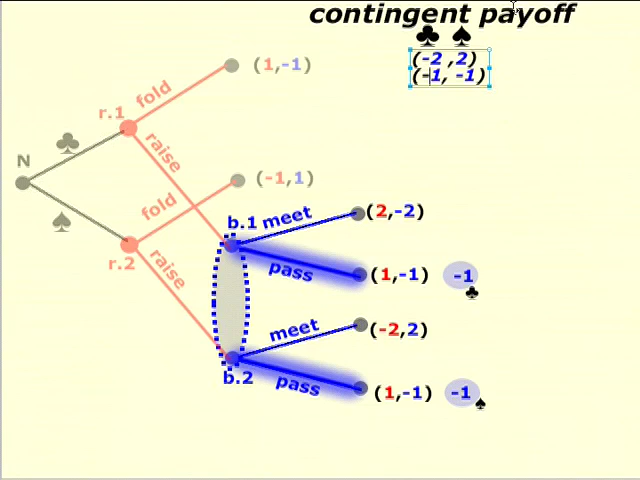 contingent payoff
♣ ♠
(-2 ,2)
(-1, -1)
fold
(1,-1)
r.1
♣
raise
N
fold
(-1,1)
♠
r.2
raise
b.1 meet
(2,-2)
pass
(1,-1)
-1
♣
meet
(-2,2)
b.2
pass
(1,-1)
-1
♠